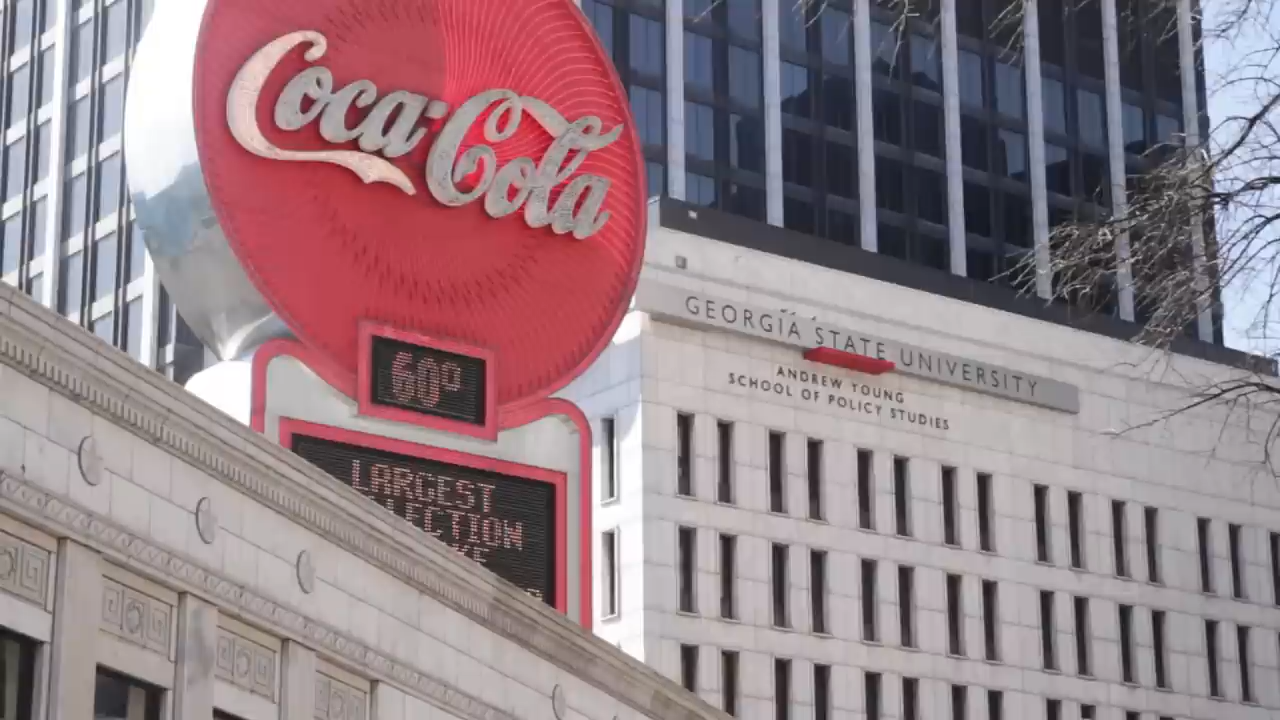 Coca-Cola
60°
LARGEST
GEORGIA STATE UNIVERSITY
ANDREW YOUNG
SCHOOL OF POLICY STUDIES